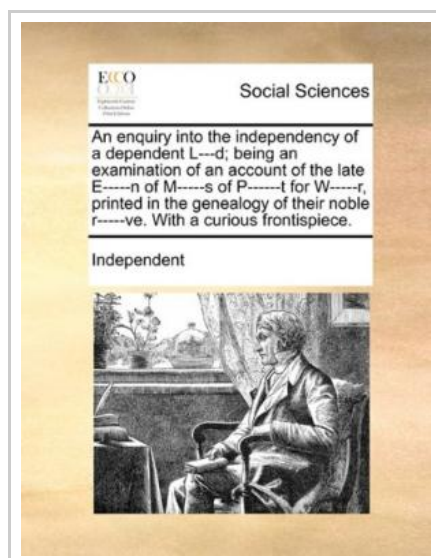 ECCO
Social Sciences
An enquiry into the independency of
a dependent L---d; being an
examination of an account of the late
E-----n of M-----s of P------t for W-----r,
printed in the genealogy of their noble
r-----ve. With a curious frontispiece.
Independent